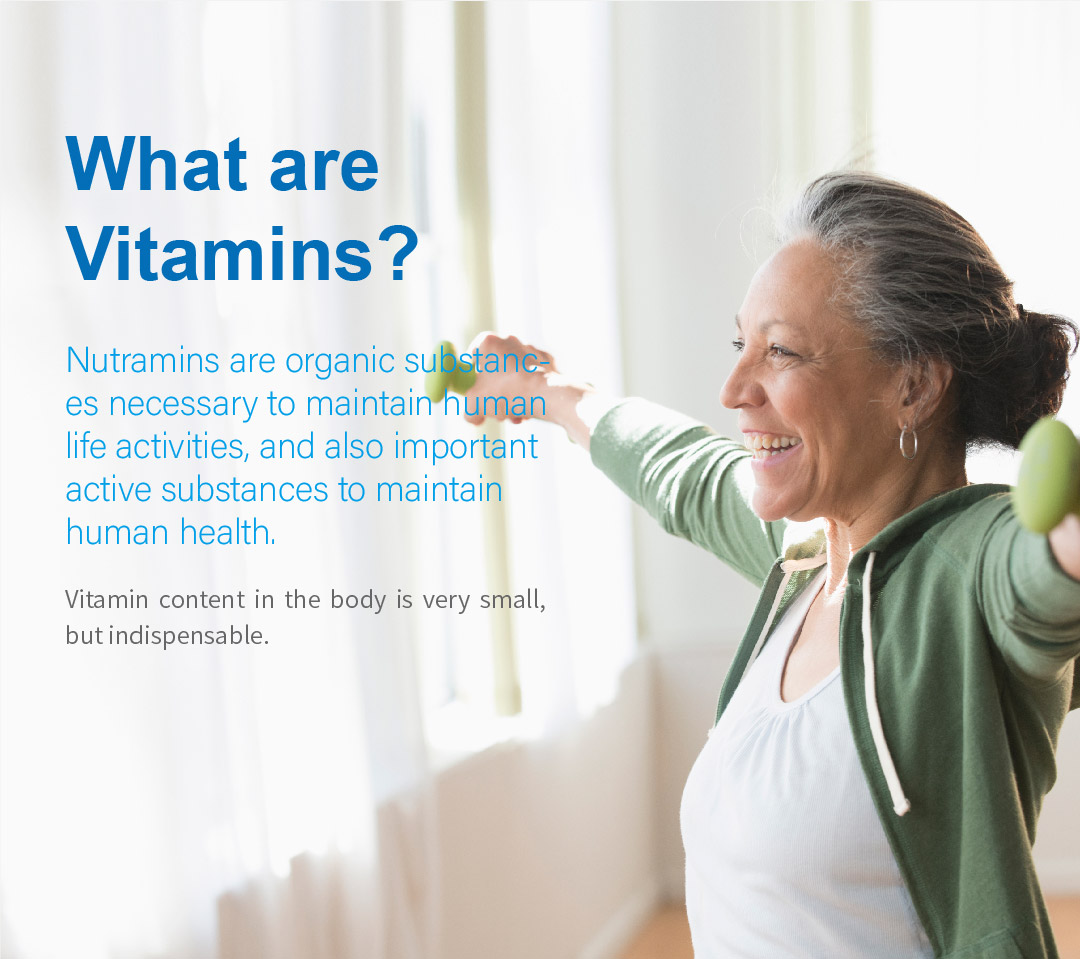 What are
Vitamins?
Nutramins are organic substanc-
es necessary to maintain human
life activities, and also important
active substances to maintain
human health.
Vitamin content in the body is very small,
but indispensable.